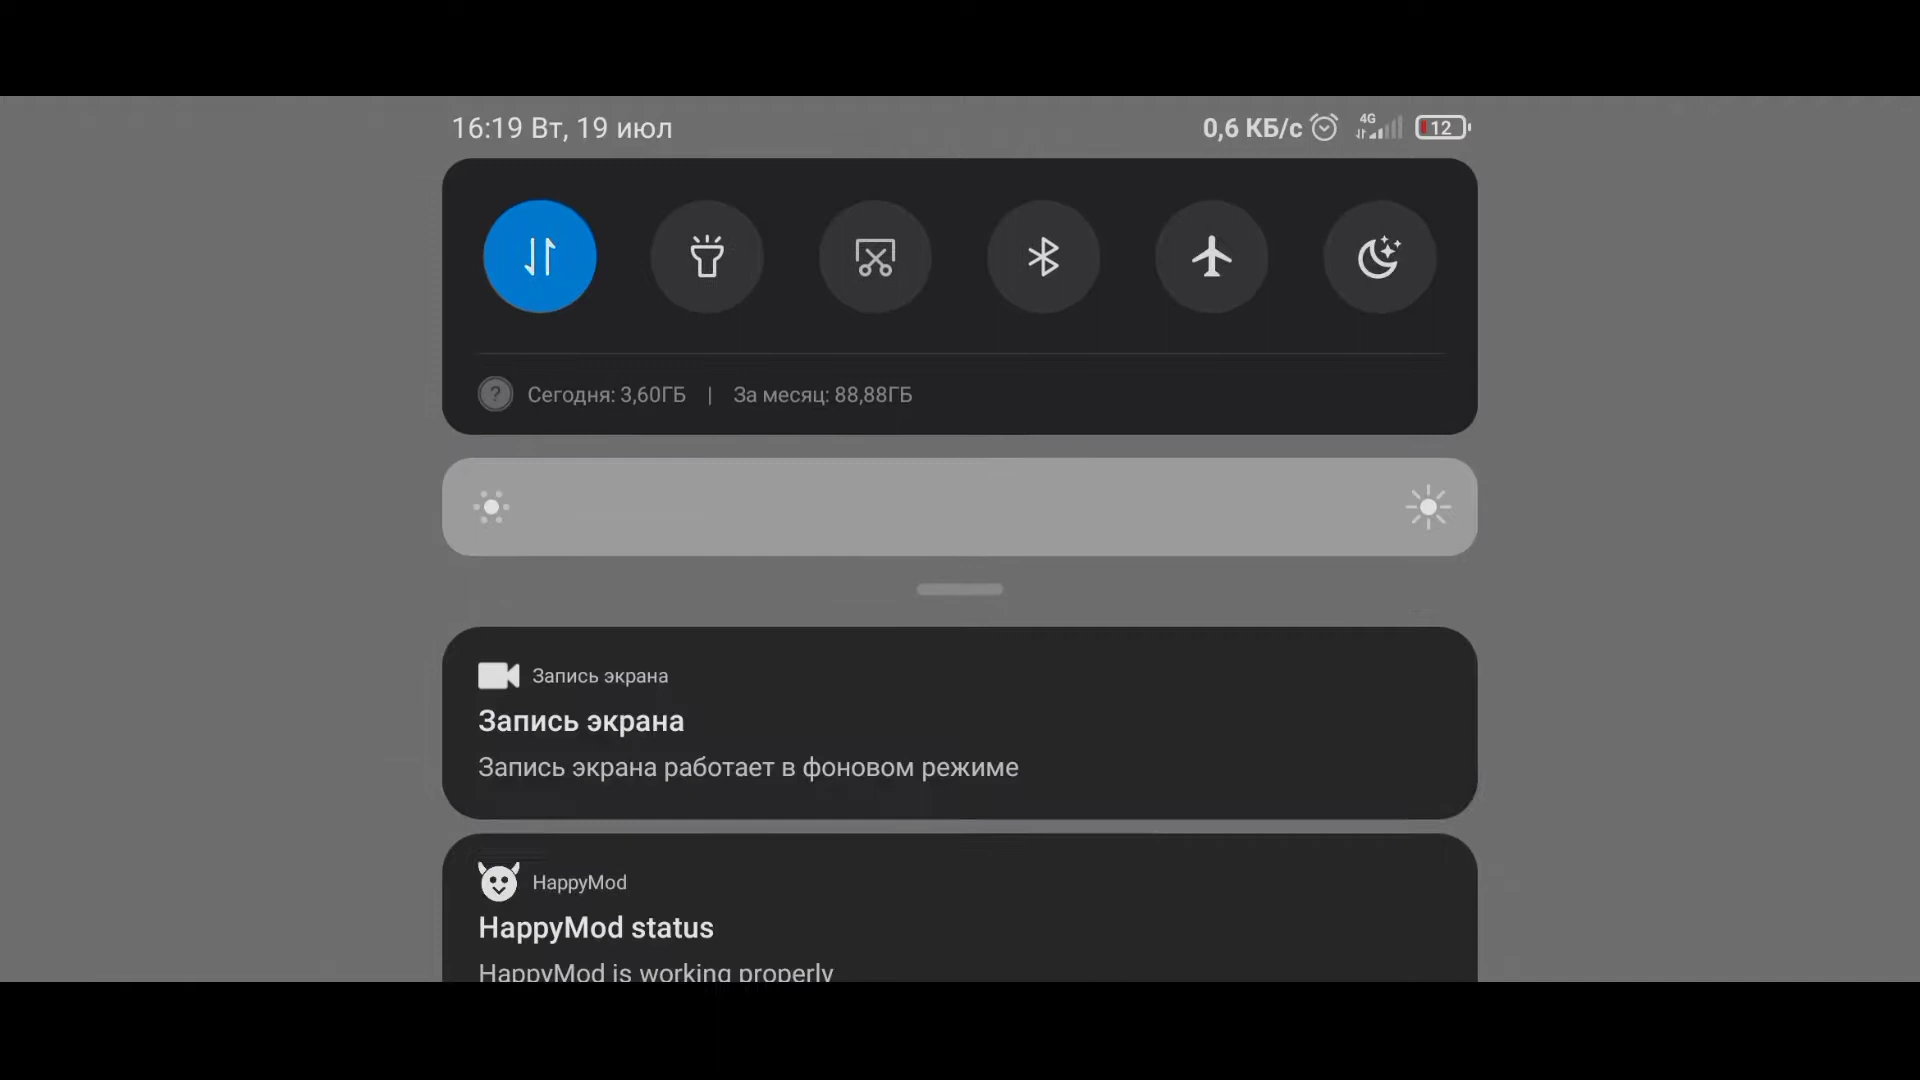 16:19 Вт, 19 июл
0,6 КБ/с 4G 12
Сегодня: 3,60ГБ | За месяц: 88,88ГБ
Запись экрана
Запись экрана
Запись экрана работает в фоновом режиме
HappyMod
HappyMod status
HappyMod is working properly